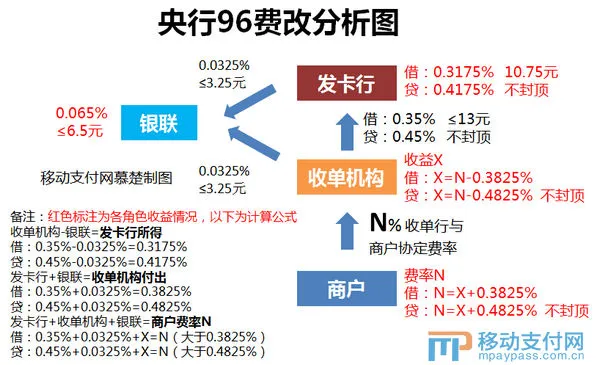 央行96费改分析图
0.0325%
≤3.25元
发卡行
借：0.3175%  10.75元
贷：0.4175%  不封顶
0.065%
≤6.5元
银联
借：0.35%  ≤13元
贷：0.45%  不封顶
移动支付网慕楚制图
0.0325%
≤3.25元
收单机构
收益X
借：X=N-0.3825%
贷：X=N-0.4825% 不封顶
备注：红色标注为各角色收益情况，以下为计算公式
收单机构-银联=发卡行所得
借：0.35%-0.0325%=0.3175%
贷：0.45%-0.0325%=0.4175%
发卡行+银联=收单机构付出
借：0.35%+0.0325%=0.3825%
贷：0.45%+0.0325%=0.4825%
发卡行+收单机构+银联=商户费率N
借：0.35%+0.0325%+X=N（大于0.3825%）
贷：0.45%+0.0325%+X=N（大于0.4825%）
N% 收单行与
商户协定费率
商户
费率N
借：N=X+0.3825%
贷：N=X+0.4825% 不封顶
MP 移动支付网
mpaypass.com.cn